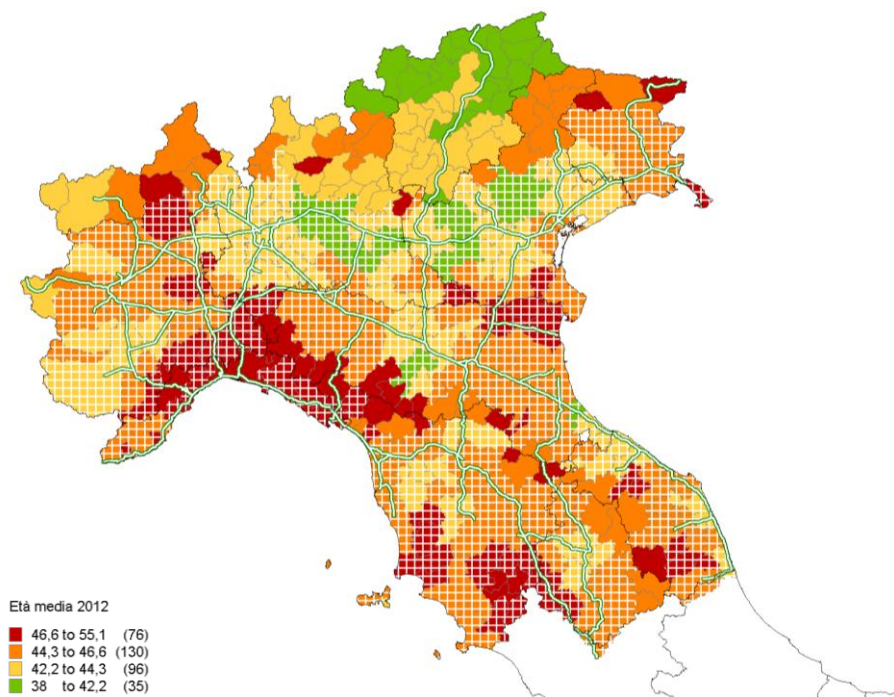 Età media 2012
46,6 to 55,1 (76)
44,3 to 46,6 (130)
42,2 to 44,3 (96)
38 to 42,2 (35)